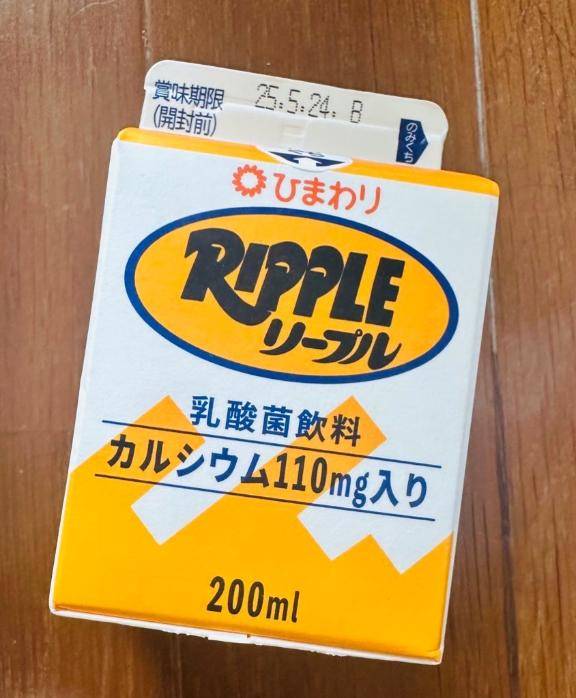 賞味期限 25.5.24. B
(開封前)
のみくち
ひまわり
RIPPLE
リープル
乳酸菌飲料
カルシウム110mg入り
200ml